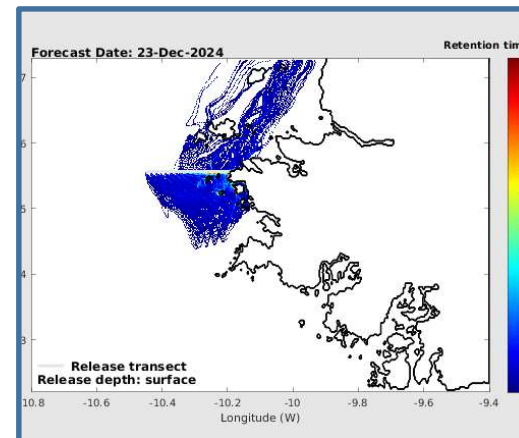 Retention tim
Forecast Date: 23-Dec-2024
7
6
5
4
3
Release transect
Release depth: surface
10.8 -10.6 -10.4 -10.2 -10 -9.8 -9.6 -9.4
Longitude (W)